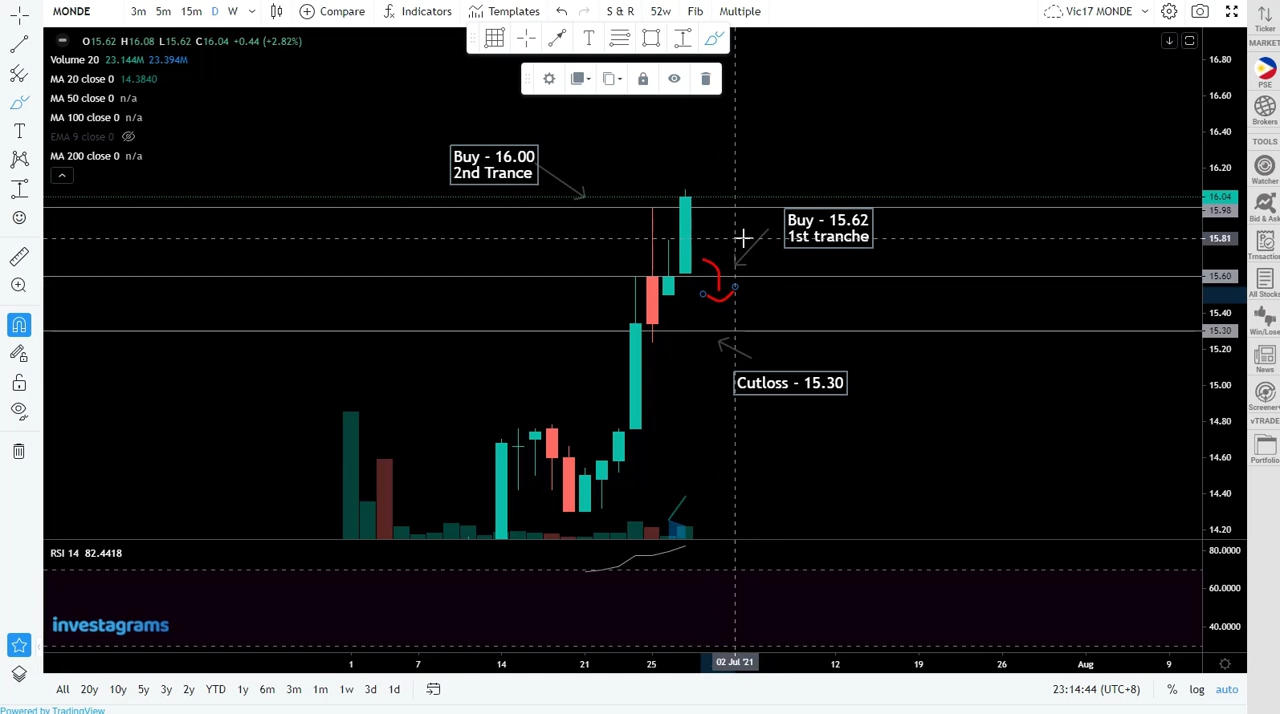 MONDE 3m 5m 15m D W Compare Indicators Templates S & R 52w Fib Multiple Vic17 MONDE
O15.62 H16.08 L15.62 C16.04 +0.44 (+2.82%)
Volume 20 23.144M 23.394M
MA 20 close 0 14.3840
MA 50 close 0 n/a
MA 100 close 0 n/a
EMA 9 close 0
MA 200 close 0 n/a
Buy - 16.00
2nd Trance
Buy - 15.62
1st tranche
Cutloss - 15.30
16.80
16.60
16.40
16.20
16.04
15.98
15.81
15.60
15.40
15.30
15.20
15.00
14.80
14.60
14.40
14.20
RSI 14 82.4418
80.0000
60.0000
40.0000
investagrams
1 7 14 21 25 02 Jul '21 12 19 26 Aug 9
All 20y 10y 5y 3y 2y YTD 1y 6m 3m 1m 1w 3d 1d 23:14:44 (UTC+8) % log auto
Powered by TradingView
Ticker
MARKET
PSE
Brokers
TOOLS
Watcher
Bid & Ask
Trnsaction
All Stocks
Win/Lose
News
Screener
vTRADE
Portfolio